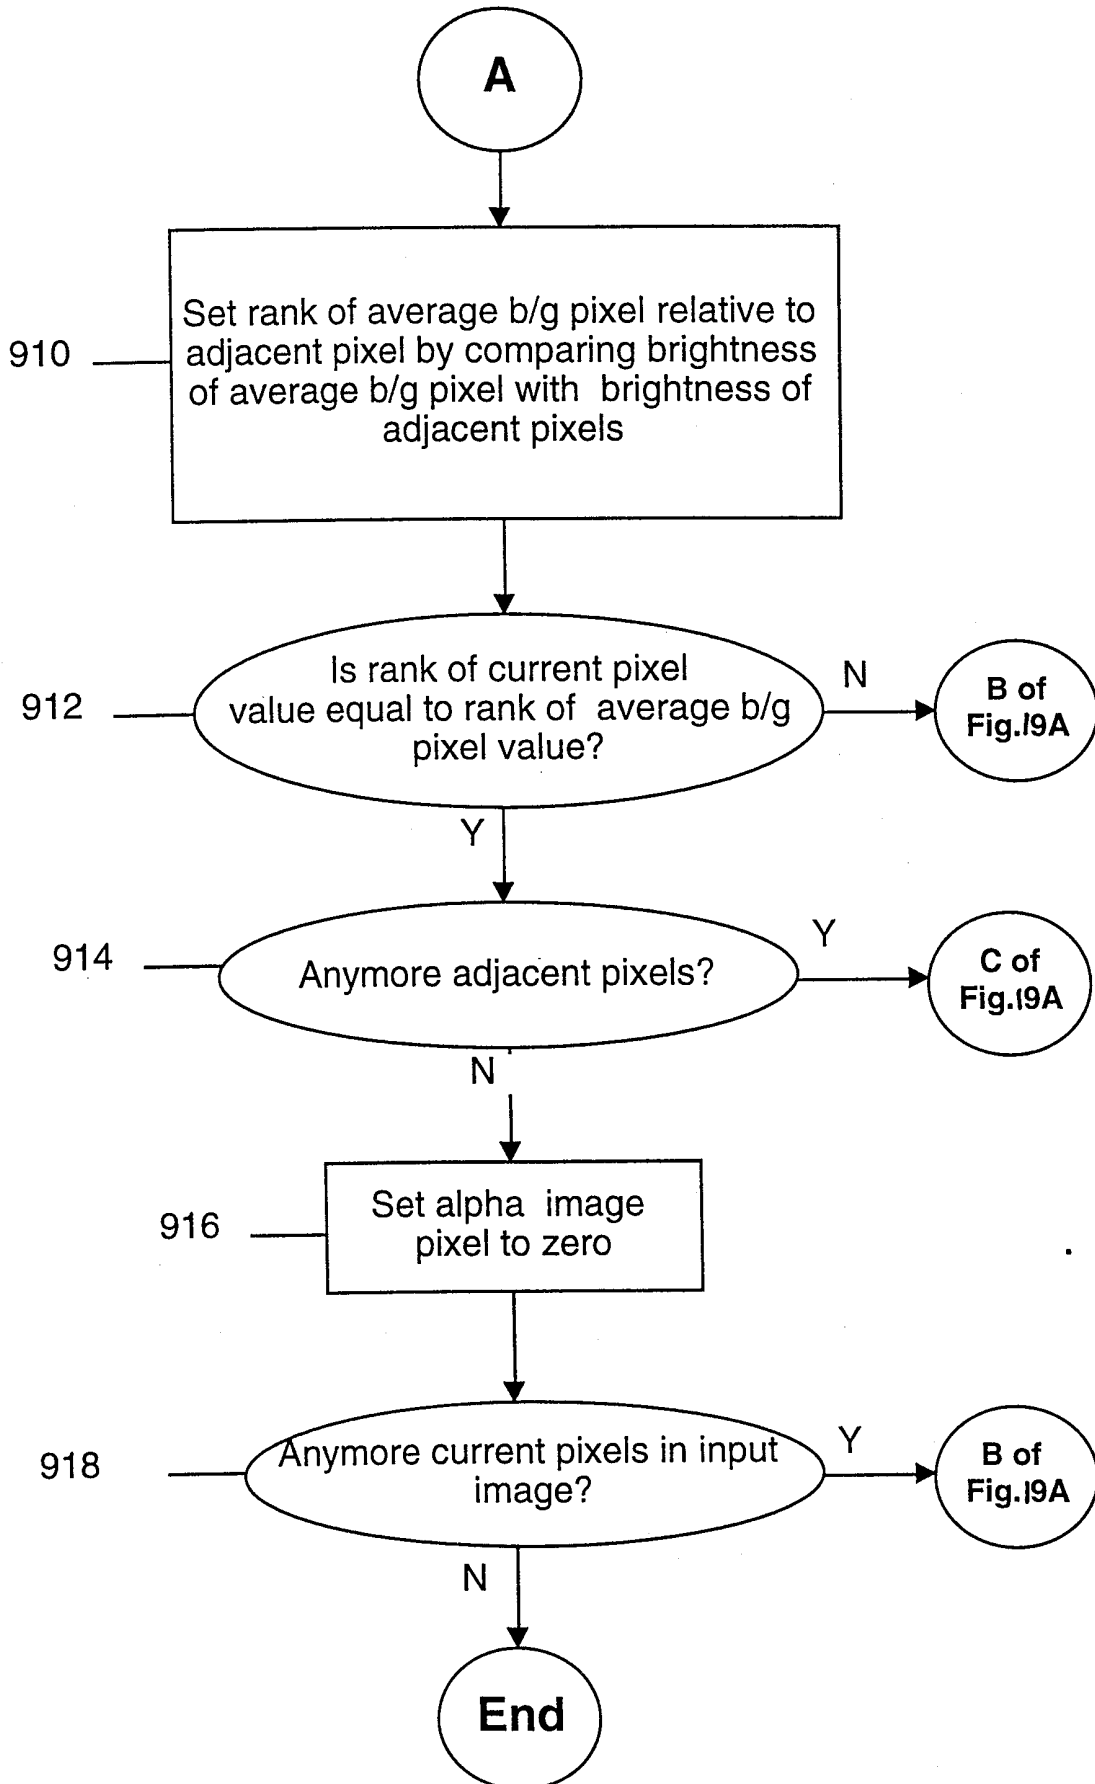 A
910
Set rank of average b/g pixel relative to
adjacent pixel by comparing brightness
of average b/g pixel with brightness of
adjacent pixels
912
Is rank of current pixel
value equal to rank of average b/g
pixel value?
N
B of
Fig.19A
Y
914
Anymore adjacent pixels?
Y
C of
Fig.19A
N
916
Set alpha image
pixel to zero
918
Anymore current pixels in input
image?
Y
B of
Fig.19A
N
End